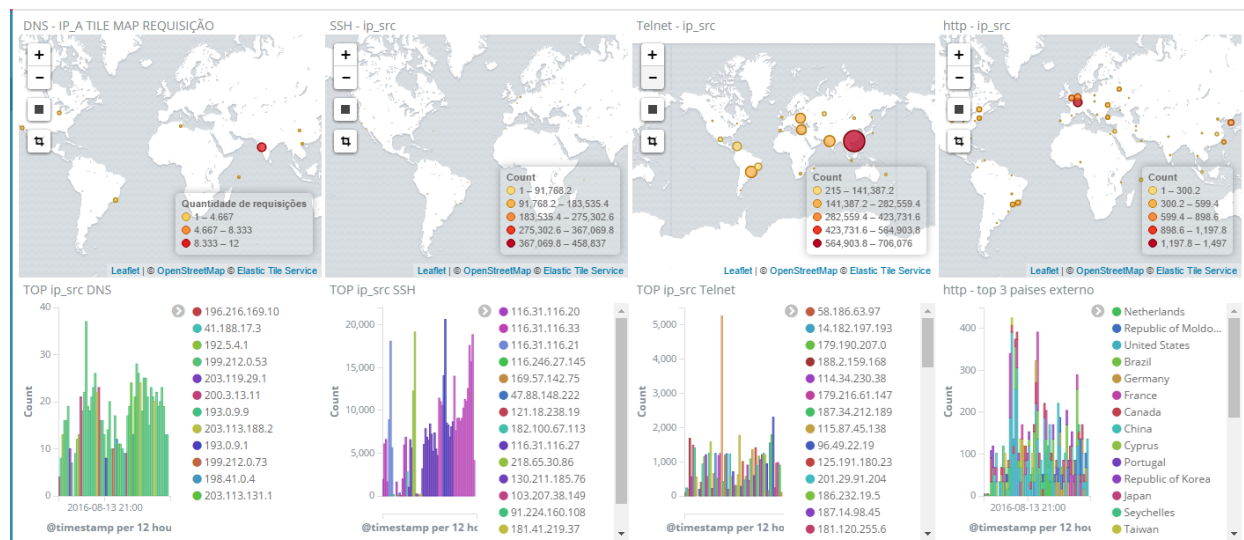 DNS - IP_A TILE MAP REQUISIÇÃO
+
−
Quantidade de requisições
1 – 4.667
4.667 – 8.333
8.333 – 12
Leaflet | © OpenStreetMap © Elastic Tile Service
SSH - ip_src
+
−
Count
1 – 91,768.2
91,768.2 – 183,535.4
183,535.4 – 275,302.6
275,302.6 – 367,069.8
367,069.8 – 458,837
Leaflet | © OpenStreetMap © Elastic Tile Service
Telnet - ip_src
+
−
Count
215 – 141,387.2
141,387.2 – 282,559.4
282,559.4 – 423,731.6
423,731.6 – 564,903.8
564,903.8 – 706,076
Leaflet | © OpenStreetMap © Elastic Tile Service
http - ip_src
+
−
Count
1 – 300.2
300.2 – 599.4
599.4 – 898.6
898.6 – 1,197.8
1,197.8 – 1,497
Leaflet | © OpenStreetMap © Elastic Tile Service
TOP ip_src DNS
40
30
20
10
0
Count
2016-08-13 21:00
@timestamp per 12 hou
196.216.169.10
41.188.17.3
192.5.4.1
199.212.0.53
203.119.29.1
200.3.13.11
193.0.9.9
203.113.188.2
193.0.9.1
199.212.0.73
198.41.0.4
203.113.131.1
TOP ip_src SSH
20,000
15,000
10,000
5,000
0
Count
@timestamp per 12 hou
116.31.116.20
116.31.116.33
116.31.116.21
116.246.27.145
169.57.142.75
47.88.148.222
121.18.238.19
182.100.67.113
116.31.116.27
218.65.30.86
130.211.185.76
103.207.38.149
91.224.160.108
181.41.219.37
TOP ip_src Telnet
5,000
4,000
3,000
2,000
1,000
0
Count
@timestamp per 12 hou
58.186.63.97
14.182.197.193
179.190.207.0
188.2.159.168
114.34.230.38
179.216.61.147
187.34.212.189
115.87.45.138
96.49.22.19
125.191.180.23
201.29.91.204
186.232.19.5
187.14.98.45
181.120.255.6
http - top 3 paises externo
400
300
200
100
0
Count
2016-08-13 21:00
@timestamp per 12 hou
Netherlands
Republic of Moldo...
United States
Brazil
Germany
France
Canada
China
Cyprus
Portugal
Republic of Korea
Japan
Seychelles
Taiwan